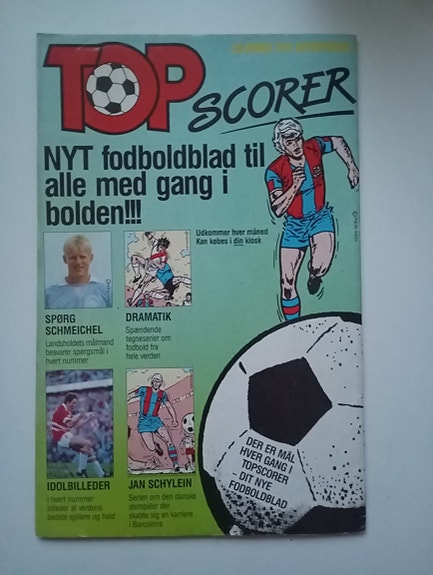 TOP
SCORER
NYT fodboldblad til
alle med gang i
bolden!!!
Udkommer hver måned
Kan købes i din kiosk
SPØRG
SCHMEICHEL
Landsholdets målmand
besvarer spørgsmål i
hvert nummer
DRAMATIK
Spændende
tegneserier om
fodbold fra
hele verden
IDOLBILLEDER
I hvert nummer
billeder af verdens
bedste spillere og hold
JAN SCHYLEIN
Serien om den danske
storspiller der
skabte sig en karriere
i Barcelona
DER ER MÅL
HVER GANG I
TOPSCORER
- DIT NYE
FODBOLDBLAD